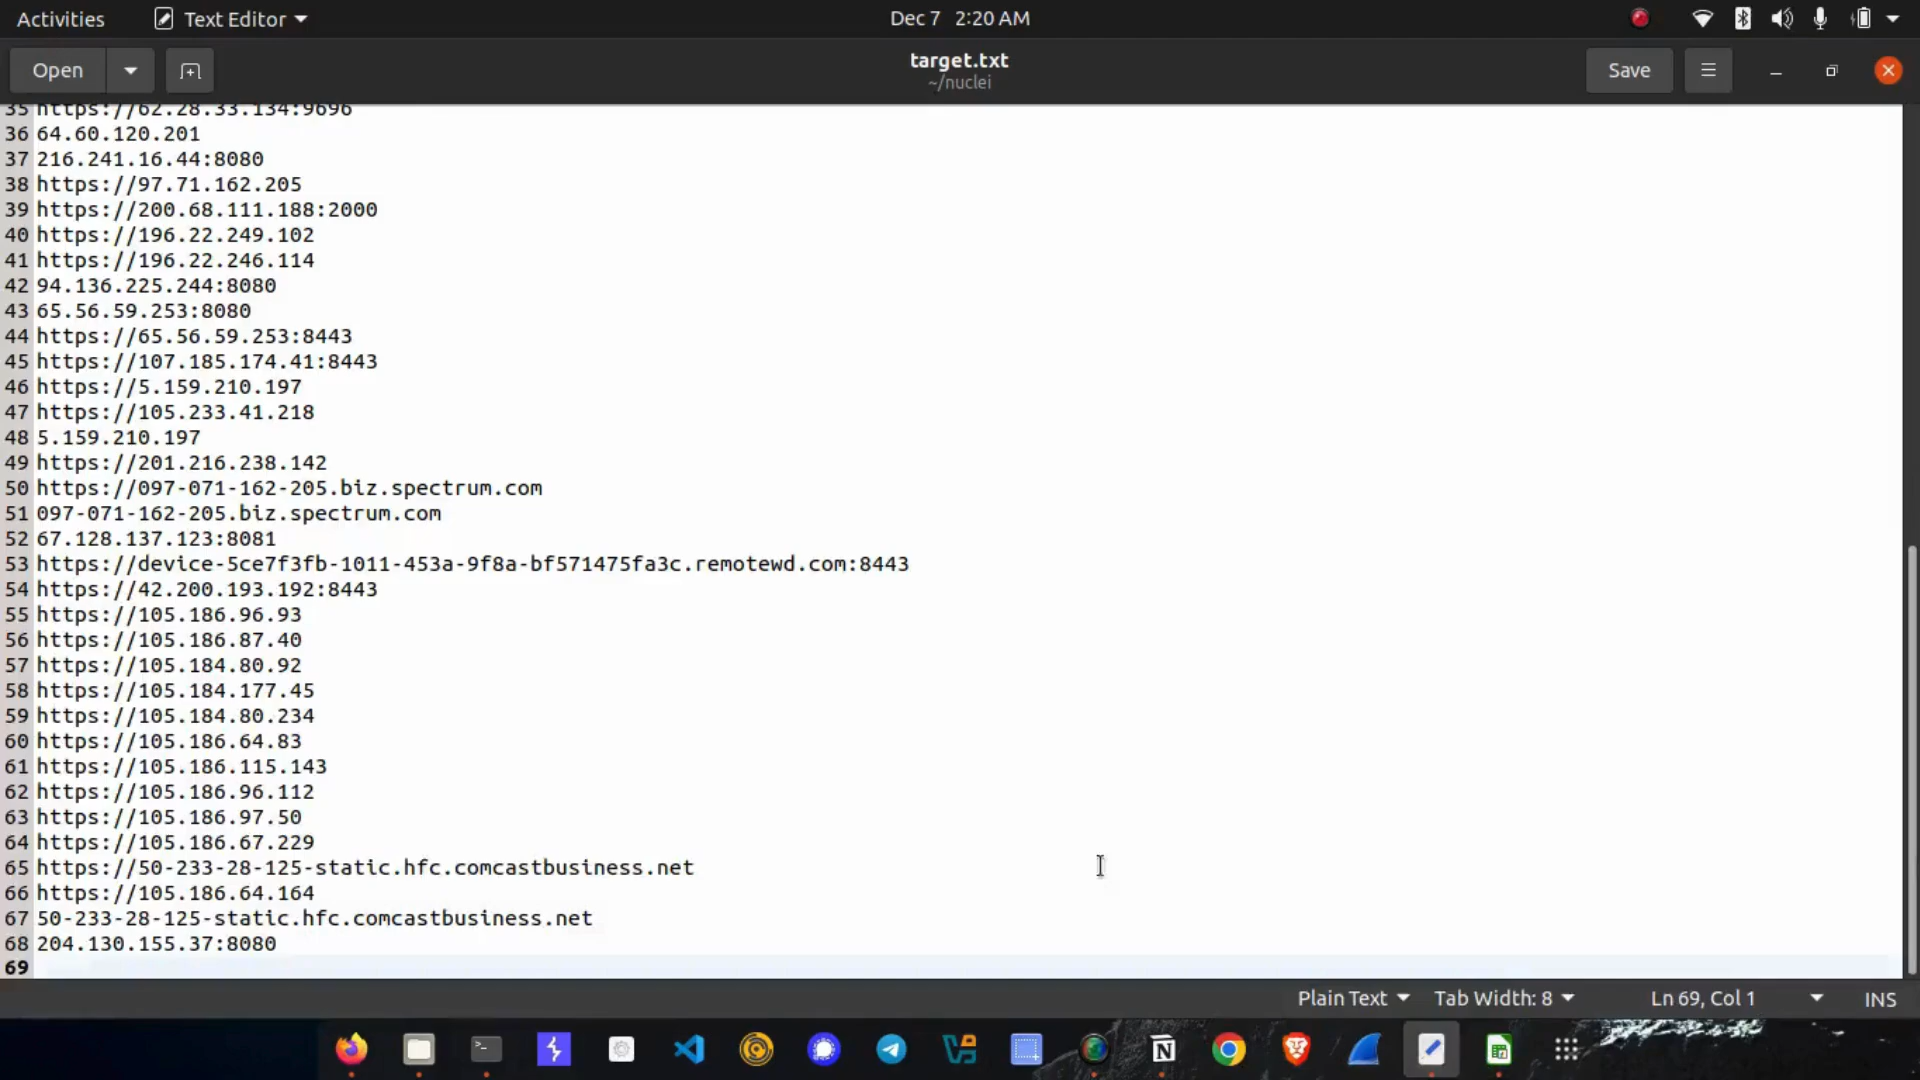 Activities
Text Editor
Dec 7 2:20 AM
Open
target.txt
~/nuclei
Save
35 https://62.28.33.134:9696
36 64.60.120.201
37 216.241.16.44:8080
38 https://97.71.162.205
39 https://200.68.111.188:2000
40 https://196.22.249.102
41 https://196.22.246.114
42 94.136.225.244:8080
43 65.56.59.253:8080
44 https://65.56.59.253:8443
45 https://107.185.174.41:8443
46 https://5.159.210.197
47 https://105.233.41.218
48 5.159.210.197
49 https://201.216.238.142
50 https://097-071-162-205.biz.spectrum.com
51 097-071-162-205.biz.spectrum.com
52 67.128.137.123:8081
53 https://device-5ce7f3fb-1011-453a-9f8a-bf571475fa3c.remotewd.com:8443
54 https://42.200.193.192:8443
55 https://105.186.96.93
56 https://105.186.87.40
57 https://105.184.80.92
58 https://105.184.177.45
59 https://105.184.80.234
60 https://105.186.64.83
61 https://105.186.115.143
62 https://105.186.96.112
63 https://105.186.97.50
64 https://105.186.67.229
65 https://50-233-28-125-static.hfc.comcastbusiness.net
66 https://105.186.64.164
67 50-233-28-125-static.hfc.comcastbusiness.net
68 204.130.155.37:8080
69
Plain Text
Tab Width: 8
Ln 69, Col 1
INS